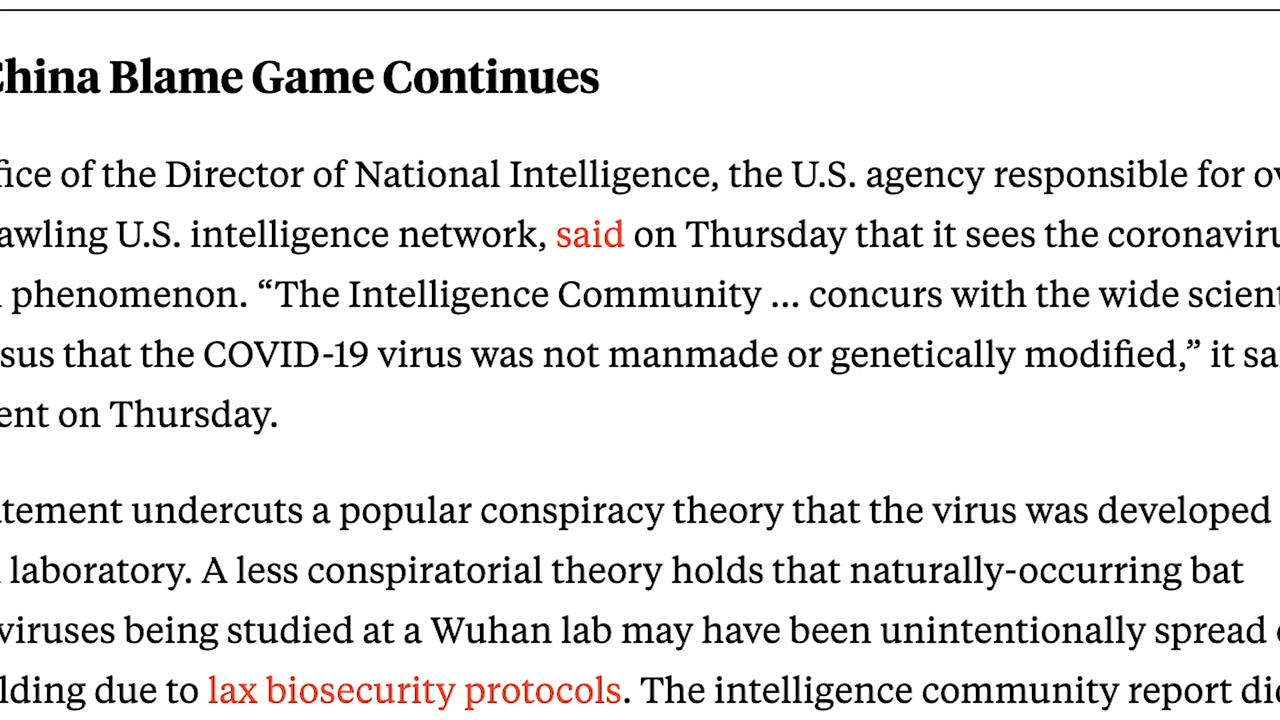 China Blame Game Continues
fice of the Director of National Intelligence, the U.S. agency responsible for ov
awling U.S. intelligence network, said on Thursday that it sees the coronaviru
phenomenon. “The Intelligence Community ... concurs with the wide scient
sus that the COVID-19 virus was not manmade or genetically modified,” it sa
ent on Thursday.
atement undercuts a popular conspiracy theory that the virus was developed
laboratory. A less conspiratorial theory holds that naturally-occurring bat
viruses being studied at a Wuhan lab may have been unintentionally spread
lding due to lax biosecurity protocols. The intelligence community report did